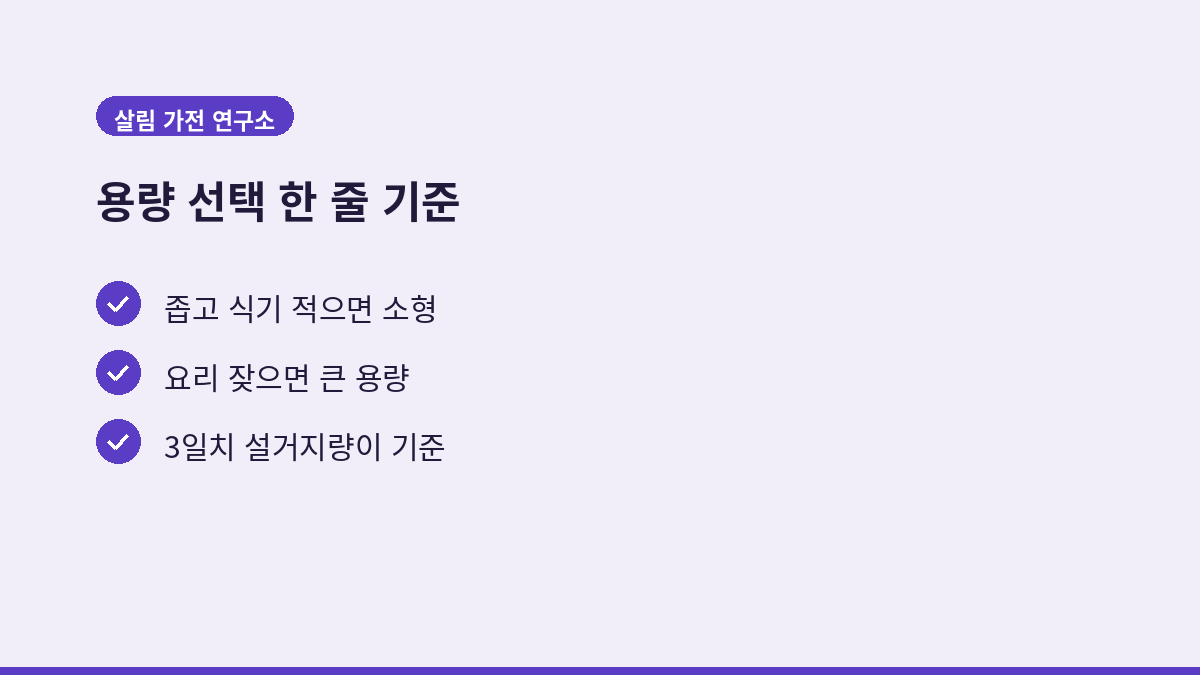 살림 가전 연구소
용량 선택 한 줄 기준
좁고 식기 적으면 소형
요리 잦으면 큰 용량
3일치 설거지량이 기준